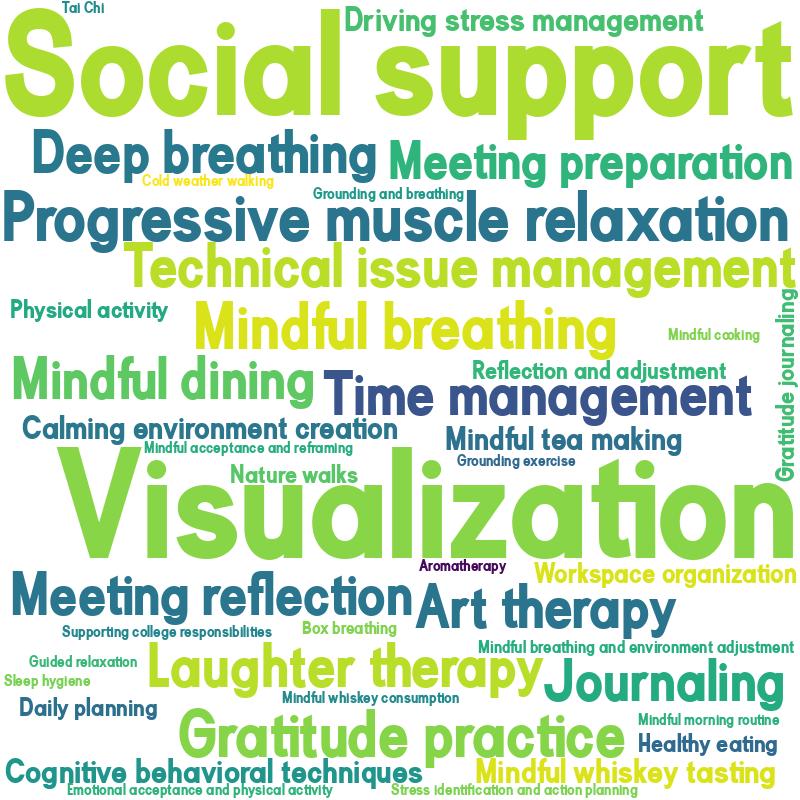 Tai Chi
Driving stress management
Social support
Deep breathing
Meeting preparation
Cold weather walking
Grounding and breathing
Progressive muscle relaxation
Technical issue management
Physical activity
Mindful breathing
Mindful cooking
Gratitude journaling
Mindful dining
Reflection and adjustment
Time management
Calming environment creation
Mindful tea making
Mindful acceptance and reframing
Grounding exercise
Nature walks
Visualization
Aromatherapy
Workspace organization
Meeting reflection
Art therapy
Supporting college responsibilities
Box breathing
Mindful breathing and environment adjustment
Guided relaxation
Laughter therapy
Journaling
Sleep hygiene
Mindful whiskey consumption
Daily planning
Gratitude practice
Mindful morning routine
Healthy eating
Cognitive behavioral techniques
Mindful whiskey tasting
Emotional acceptance and physical activity
Stress identification and action planning